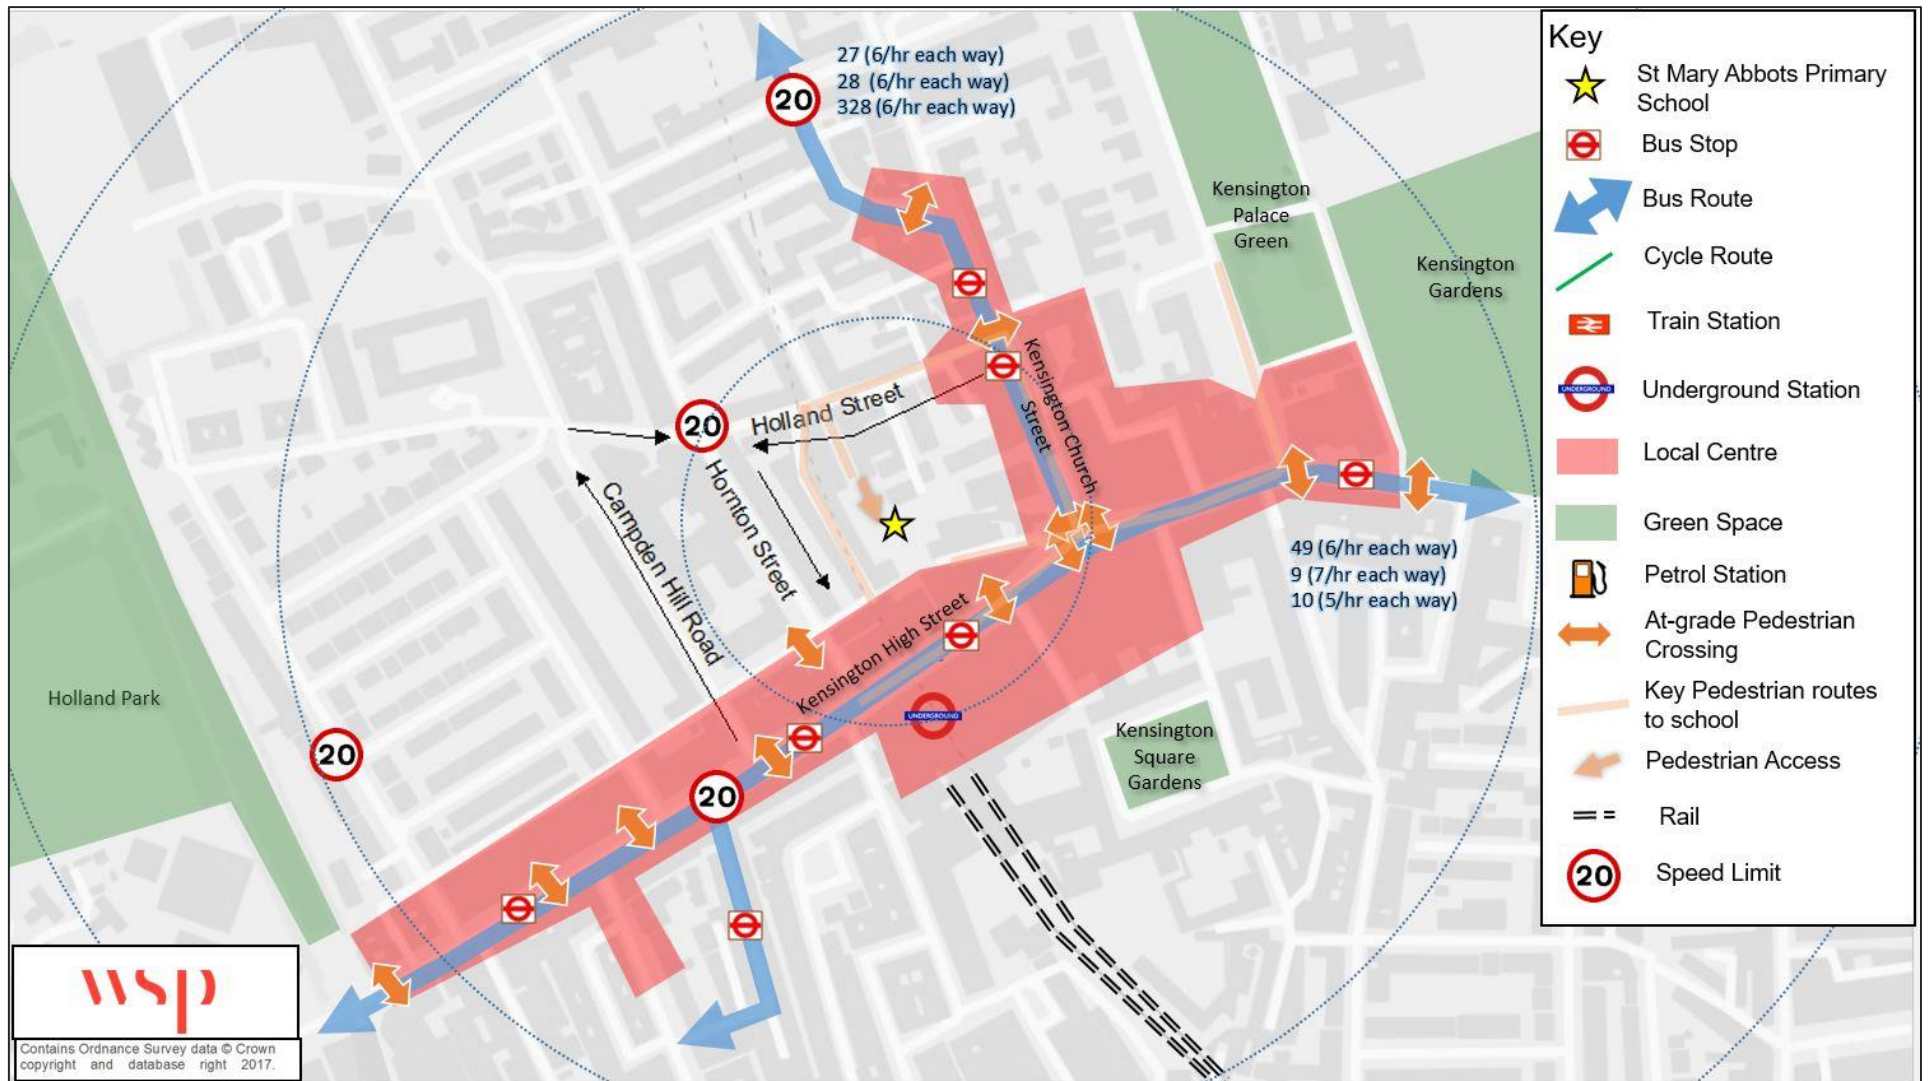 27 (6/hr each way)
28 (6/hr each way)
328 (6/hr each way)
20
Kensington
Palace
Green
Kensington
Gardens
Kensington Church
Street
Holland Street
20
Hornton Street
Campden Hill Road
49 (6/hr each way)
9 (7/hr each way)
10 (5/hr each way)
Kensington High Street
Holland Park
20
UNDERGROUND
Kensington
Square
Gardens
20
wsp
Contains Ordnance Survey data © Crown
copyright and database right 2017.
Key
St Mary Abbots Primary
School
Bus Stop
Bus Route
Cycle Route
Train Station
UNDERGROUND
Underground Station
Local Centre
Green Space
Petrol Station
At-grade Pedestrian
Crossing
Key Pedestrian routes
to school
Pedestrian Access
Rail
20
Speed Limit